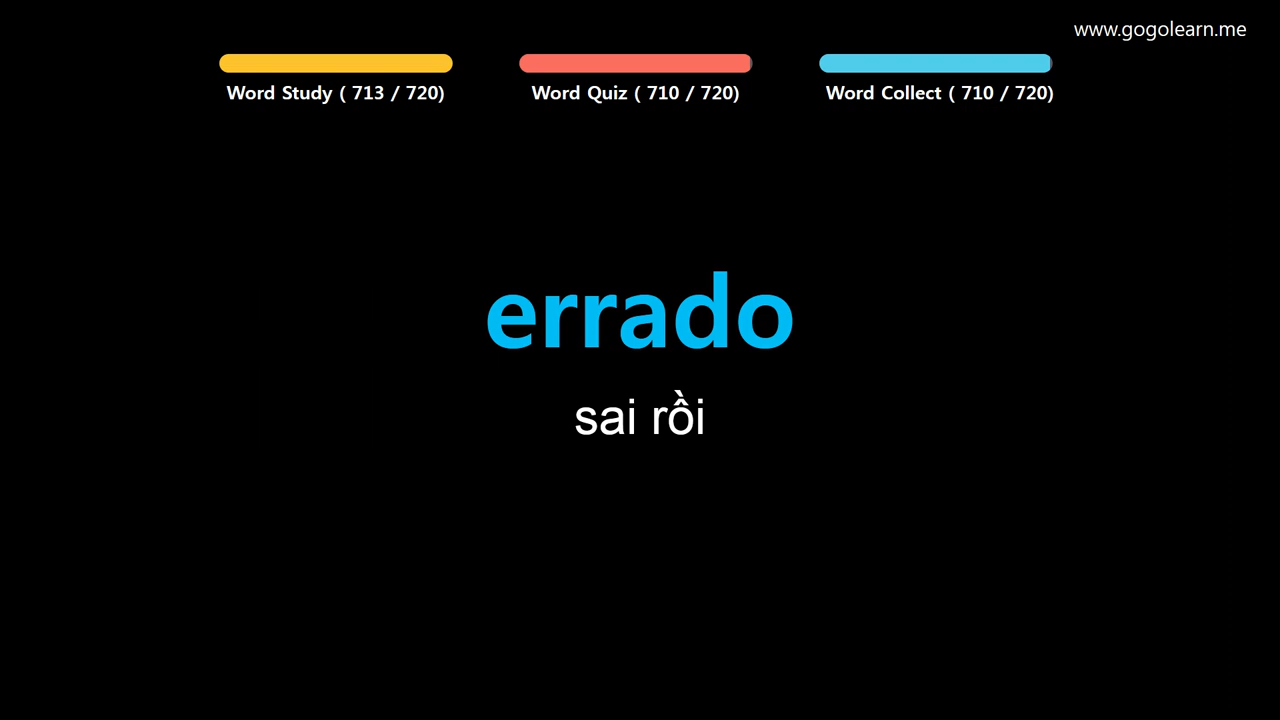 www.gogolearn.me
Word Study ( 713 / 720)
Word Quiz ( 710 / 720)
Word Collect ( 710 / 720)
errado
sai rồi